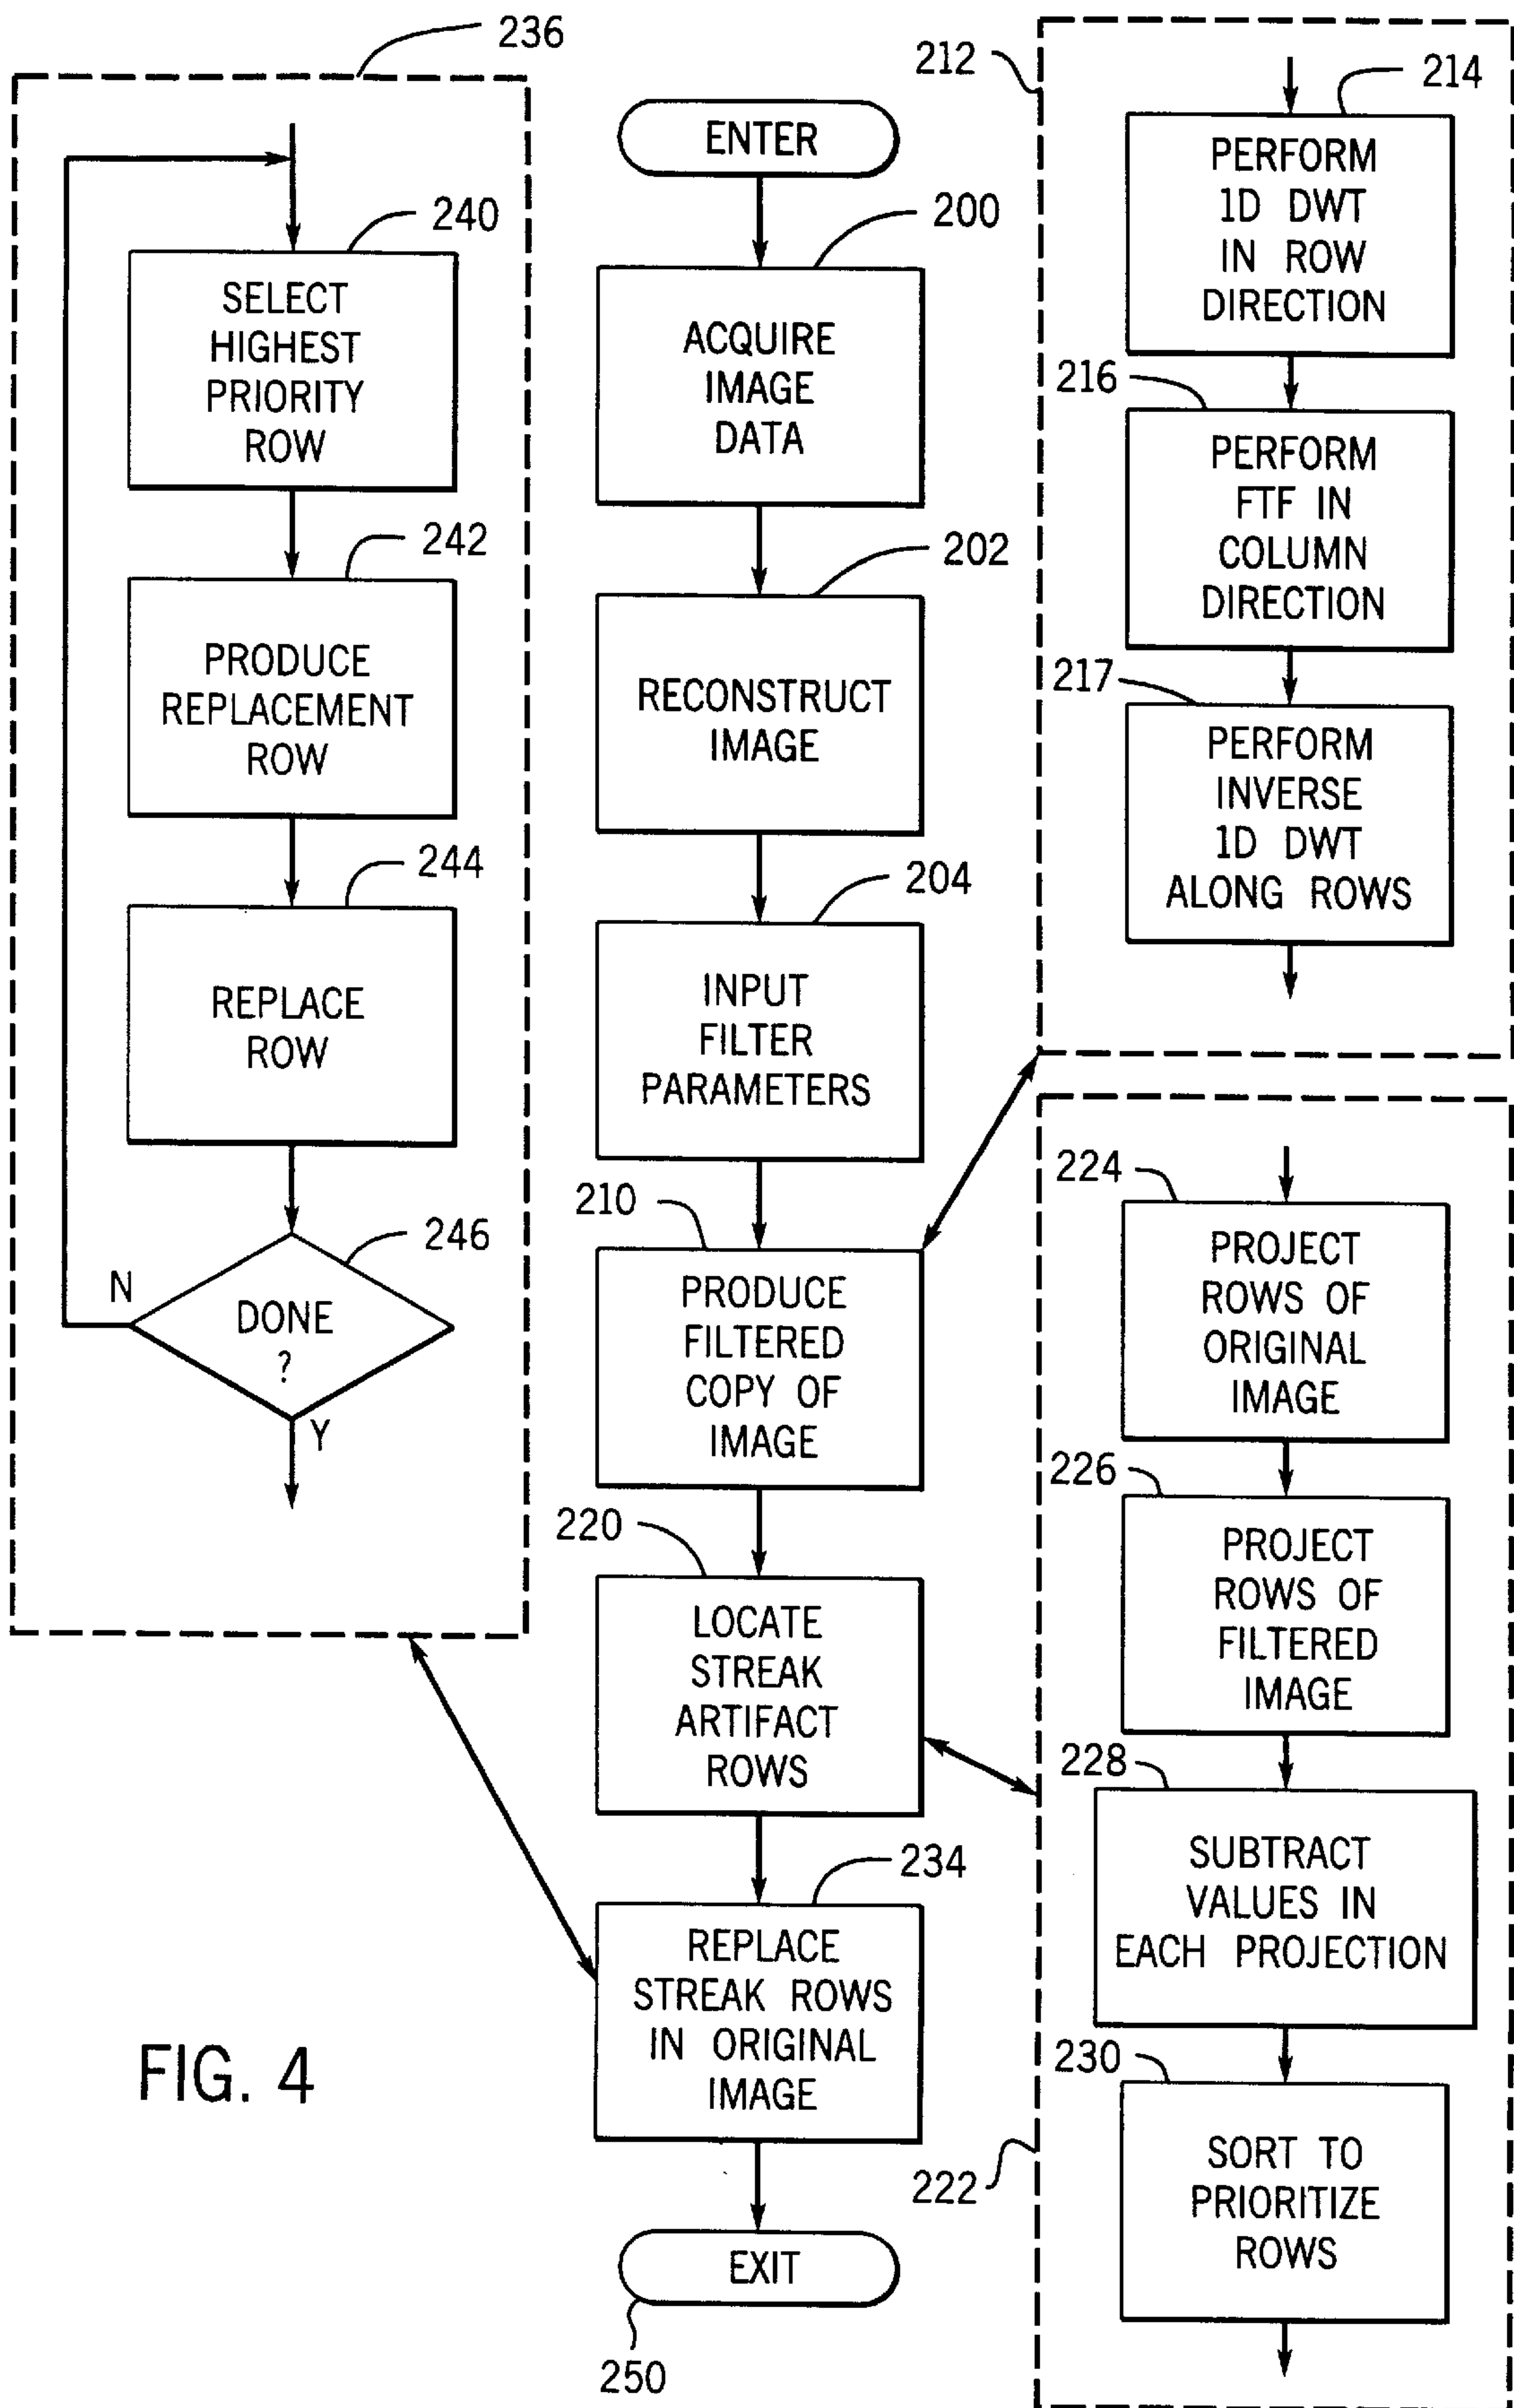 236
240
SELECT
HIGHEST
PRIORITY
ROW
242
PRODUCE
REPLACEMENT
ROW
244
REPLACE
ROW
246
N
DONE
?
Y
ENTER
200
ACQUIRE
IMAGE
DATA
202
RECONSTRUCT
IMAGE
204
INPUT
FILTER
PARAMETERS
210
PRODUCE
FILTERED
COPY OF
IMAGE
220
LOCATE
STREAK
ARTIFACT
ROWS
234
REPLACE
STREAK ROWS
IN ORIGINAL
IMAGE
EXIT
250
212
214
PERFORM
1D DWT
IN ROW
DIRECTION
216
PERFORM
FTF IN
COLUMN
DIRECTION
217
PERFORM
INVERSE
1D DWT
ALONG ROWS
224
PROJECT
ROWS OF
ORIGINAL
IMAGE
226
PROJECT
ROWS OF
FILTERED
IMAGE
228
SUBTRACT
VALUES IN
EACH PROJECTION
230
SORT TO
PRIORITIZE
ROWS
222
FIG. 4